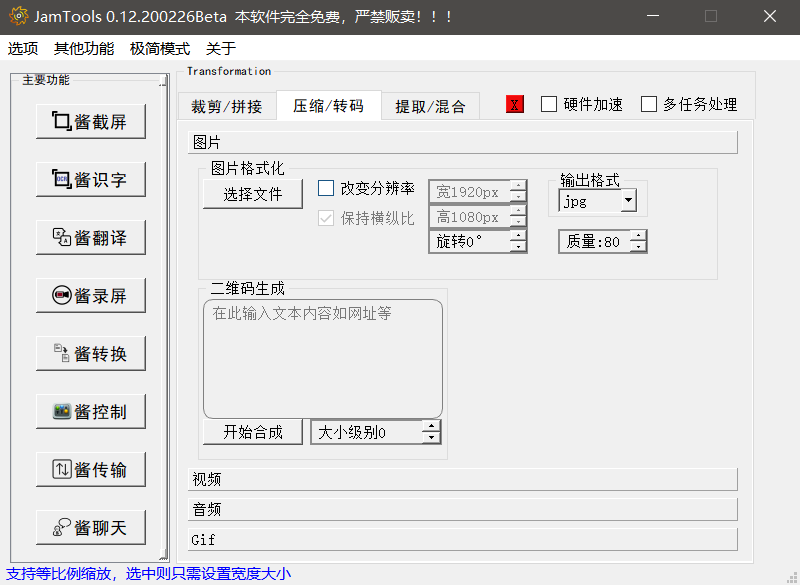 JamTools 0.12.200226Beta 本软件完全免费，严禁贩卖！！！
选项 其他功能 极简模式 关于
主要功能
酱截屏
OCR 酱识字
酱翻译
酱录屏
酱转换
酱控制
酱传输
酱聊天
Transformation
裁剪/拼接 压缩/转码 提取/混合 X 硬件加速 多任务处理
图片
图片格式化
选择文件 改变分辨率 宽1920px
保持横纵比 高1080px
旋转0°
输出格式
jpg
质量:80
二维码生成
在此输入文本内容如网址等
开始合成 大小级别0
视频
音频
Gif
支持等比例缩放，选中则只需设置宽度大小